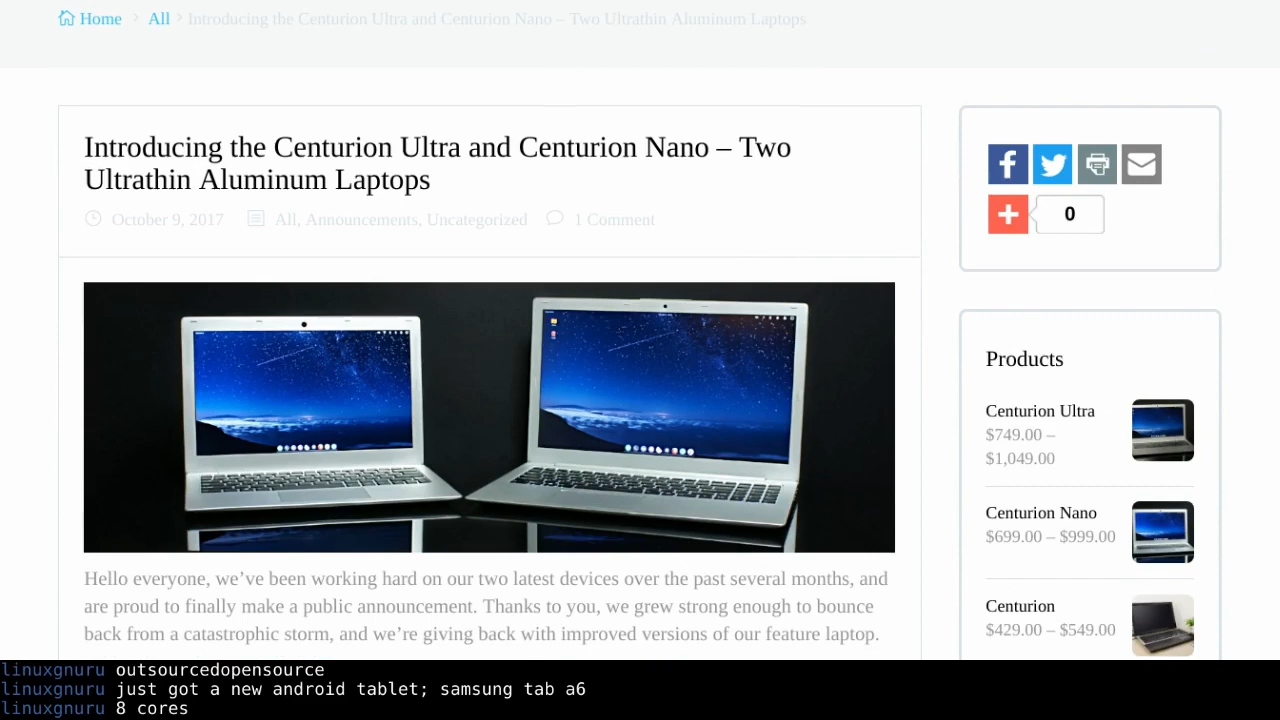 Home All Introducing the Centurion Ultra and Centurion Nano – Two Ultrathin Aluminum Laptops
Introducing the Centurion Ultra and Centurion Nano – Two
Ultrathin Aluminum Laptops
October 9, 2017 All, Announcements, Uncategorized 1 Comment
Hello everyone, we’ve been working hard on our two latest devices over the past several months, and
are proud to finally make a public announcement. Thanks to you, we grew strong enough to bounce
back from a catastrophic storm, and we’re giving back with improved versions of our feature laptop.
0
Products
Centurion Ultra
$749.00 –
$1,049.00
Centurion Nano
$699.00 – $999.00
Centurion
$429.00 – $549.00
linuxgnuru outsourcedopensource
linuxgnuru just got a new android tablet; samsung tab a6
linuxgnuru 8 cores